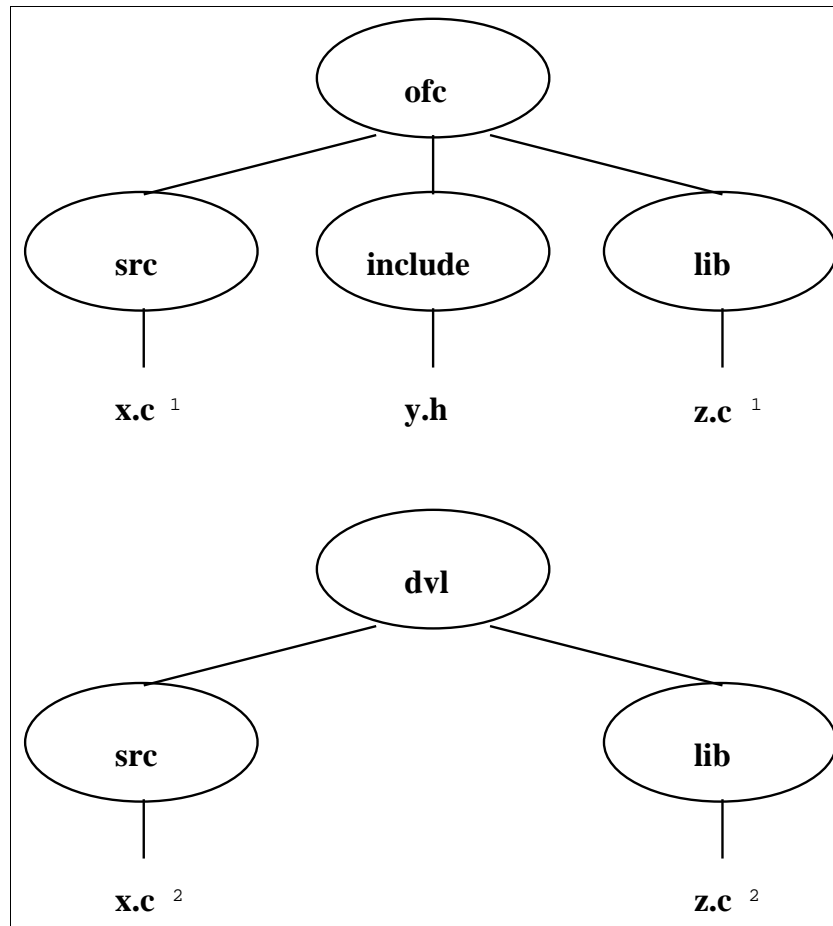 ofc
src include lib
x.c 1 y.h z.c 1
dvl
src lib
x.c 2 z.c 2